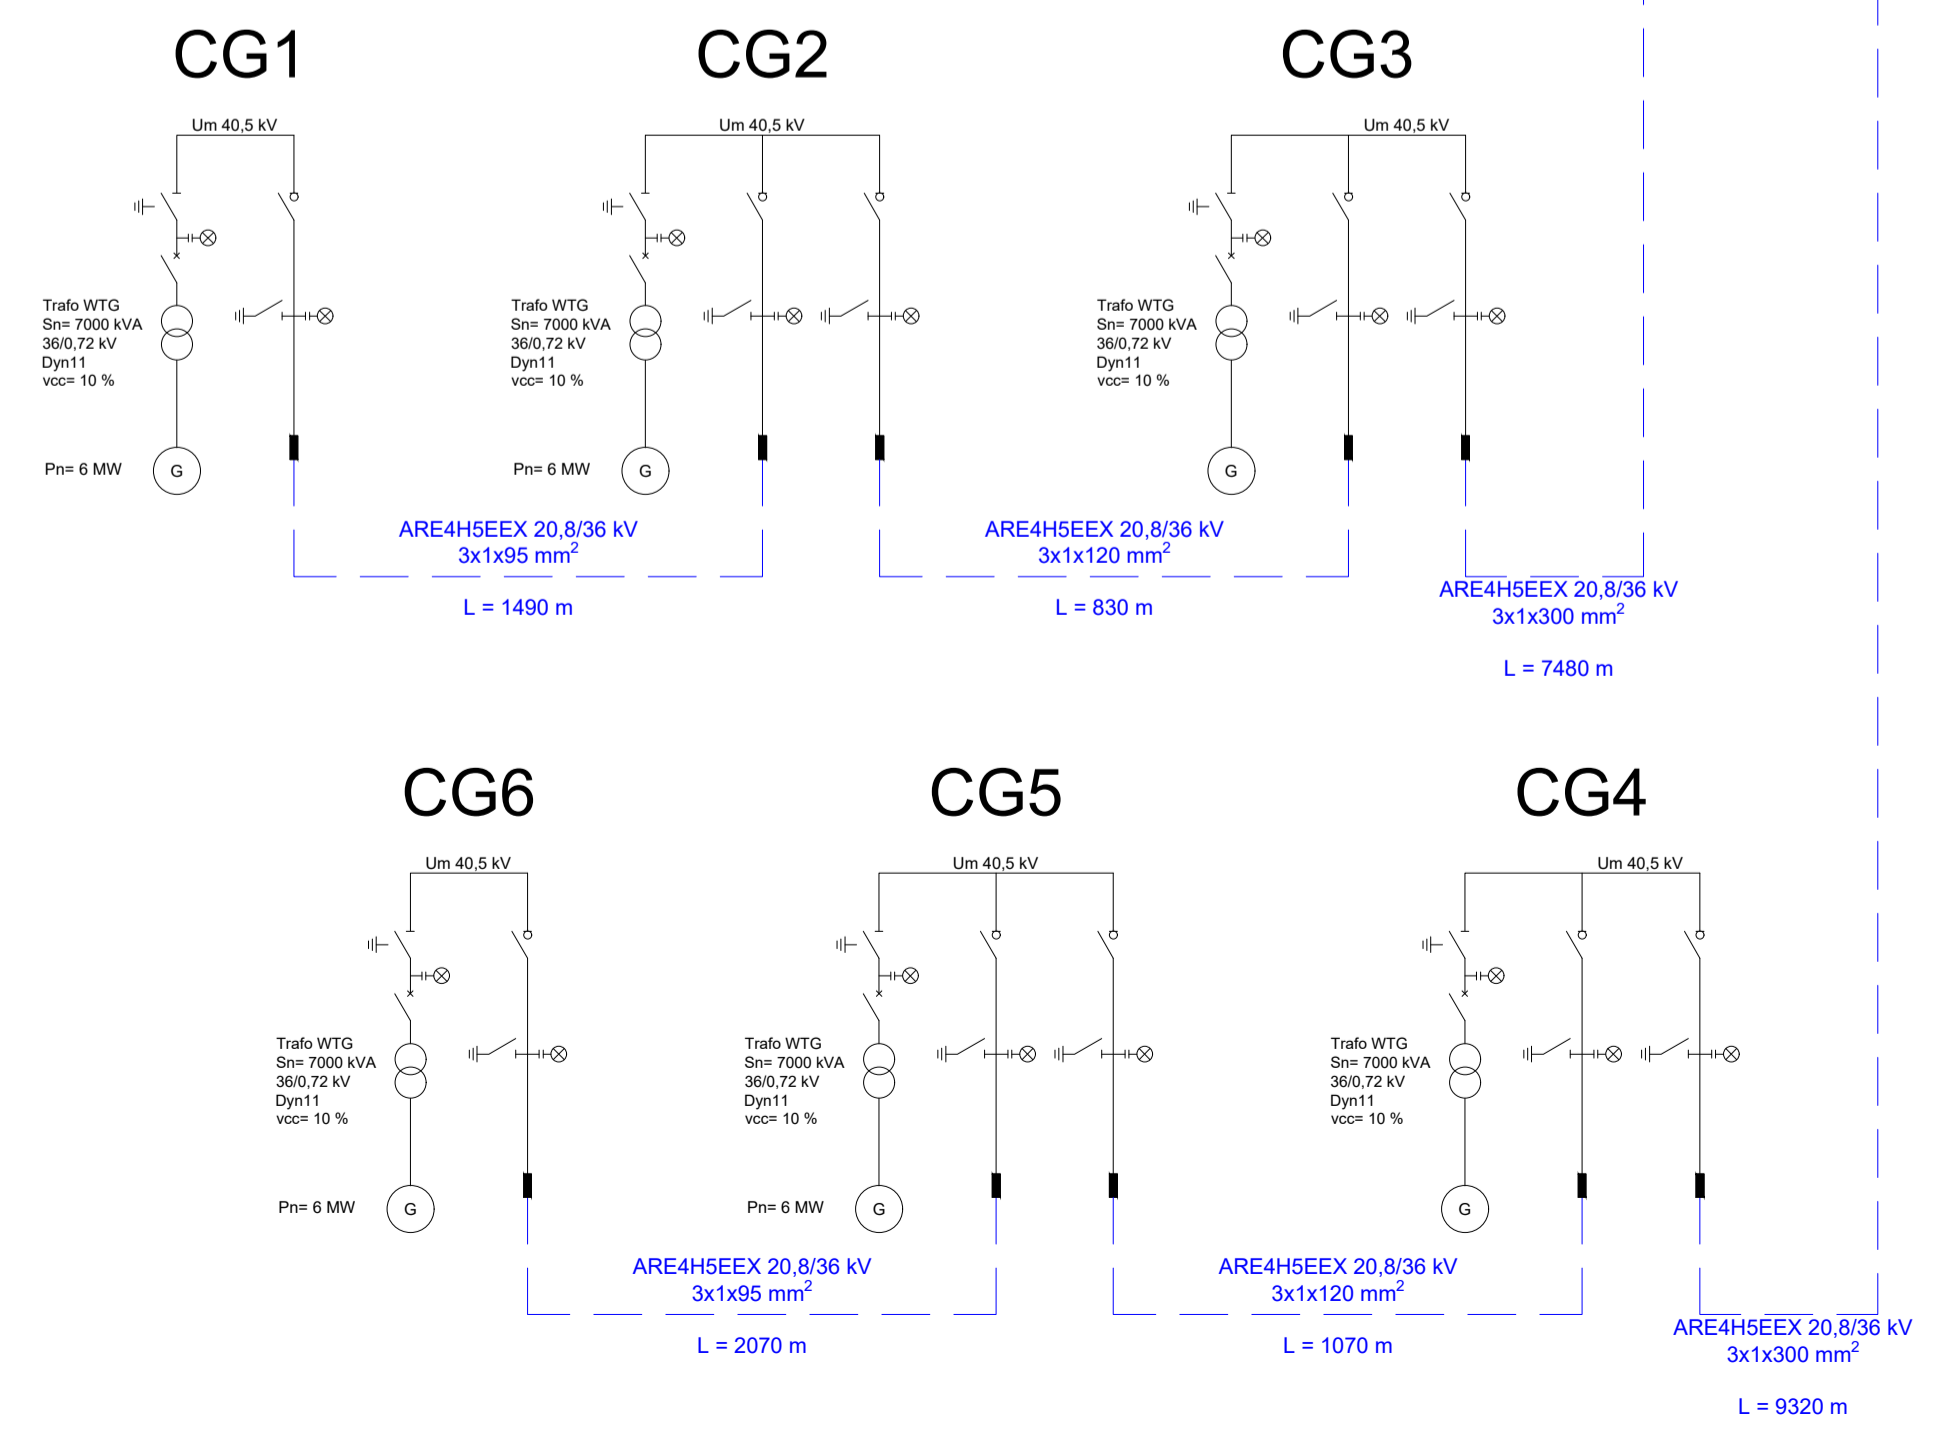 CG1
Um 40,5 kV
Trafo WTG
Sn= 7000 kVA
36/0,72 kV
Dyn11
vcc= 10 %
Pn= 6 MW
G
ARE4H5EEX 20,8/36 kV
3x1x95 mm²
L = 1490 m
CG2
Um 40,5 kV
Trafo WTG
Sn= 7000 kVA
36/0,72 kV
Dyn11
vcc= 10 %
Pn= 6 MW
G
ARE4H5EEX 20,8/36 kV
3x1x120 mm²
L = 830 m
CG3
Um 40,5 kV
Trafo WTG
Sn= 7000 kVA
36/0,72 kV
Dyn11
vcc= 10 %
G
ARE4H5EEX 20,8/36 kV
3x1x300 mm²
L = 7480 m
CG6
Um 40,5 kV
Trafo WTG
Sn= 7000 kVA
36/0,72 kV
Dyn11
vcc= 10 %
Pn= 6 MW
G
ARE4H5EEX 20,8/36 kV
3x1x95 mm²
L = 2070 m
CG5
Um 40,5 kV
Trafo WTG
Sn= 7000 kVA
36/0,72 kV
Dyn11
vcc= 10 %
Pn= 6 MW
G
ARE4H5EEX 20,8/36 kV
3x1x120 mm²
L = 1070 m
CG4
Um 40,5 kV
Trafo WTG
Sn= 7000 kVA
36/0,72 kV
Dyn11
vcc= 10 %
G
ARE4H5EEX 20,8/36 kV
3x1x300 mm²
L = 9320 m